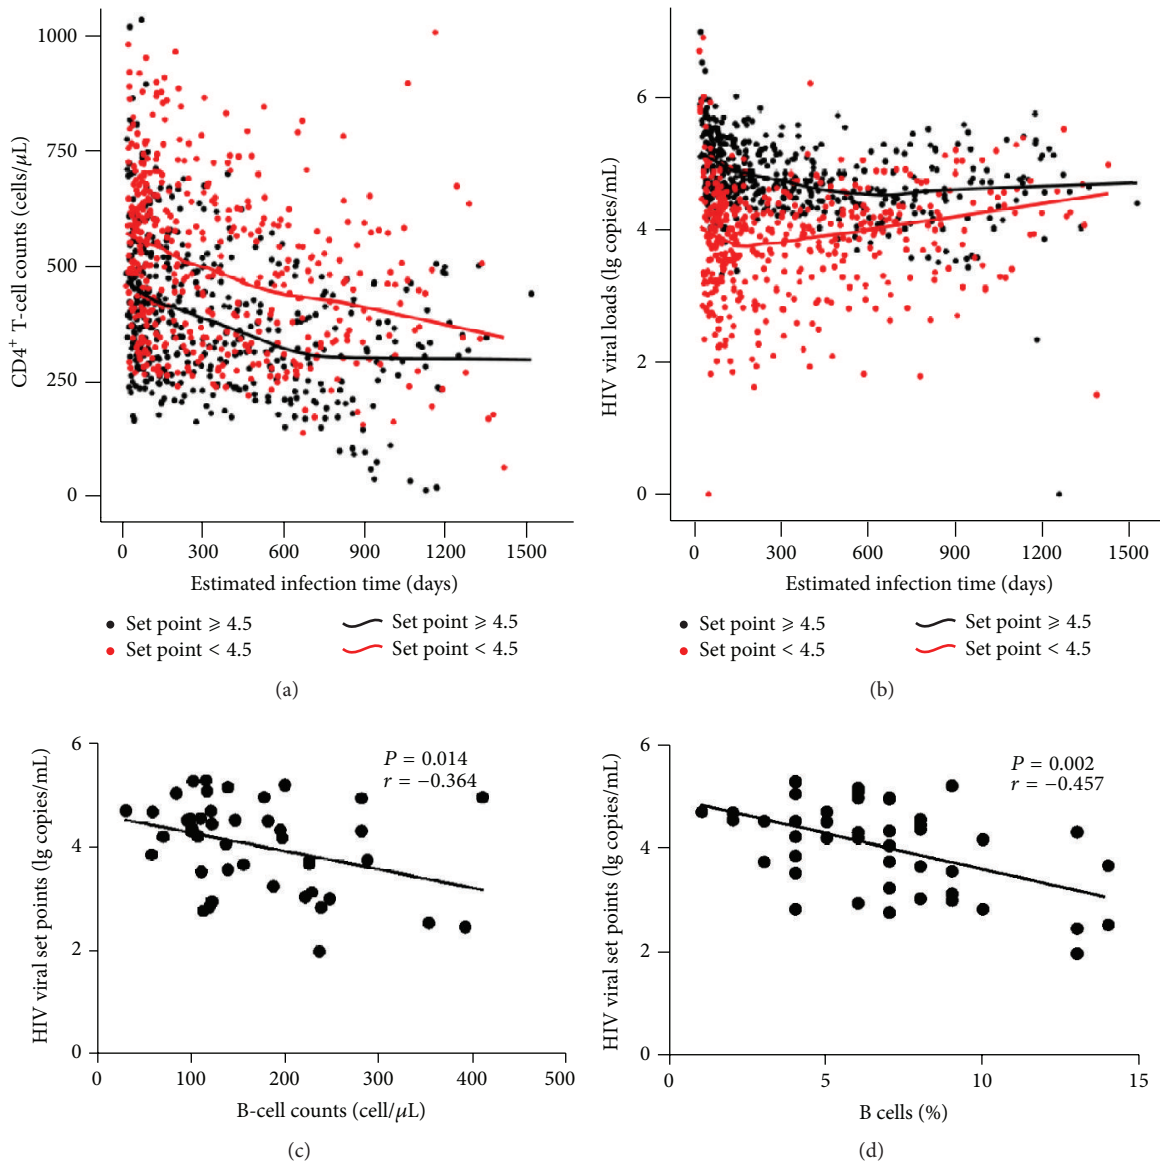 1000
750
500
250
0
CD4⁺ T-cell counts (cells/μL)
0 300 600 900 1200 1500
Estimated infection time (days)
Set point ⩾ 4.5 Set point ⩾ 4.5
Set point < 4.5 Set point < 4.5
(a)
6
4
2
0
HIV viral loads (lg copies/mL)
0 300 600 900 1200 1500
Estimated infection time (days)
Set point ⩾ 4.5 Set point ⩾ 4.5
Set point < 4.5 Set point < 4.5
(b)
6
4
2
0
HIV viral set points (lg copies/mL)
P = 0.014
r = −0.364
0 100 200 300 400 500
B-cell counts (cell/μL)
(c)
6
4
2
0
HIV viral set points (lg copies/mL)
P = 0.002
r = −0.457
0 5 10 15
B cells (%)
(d)